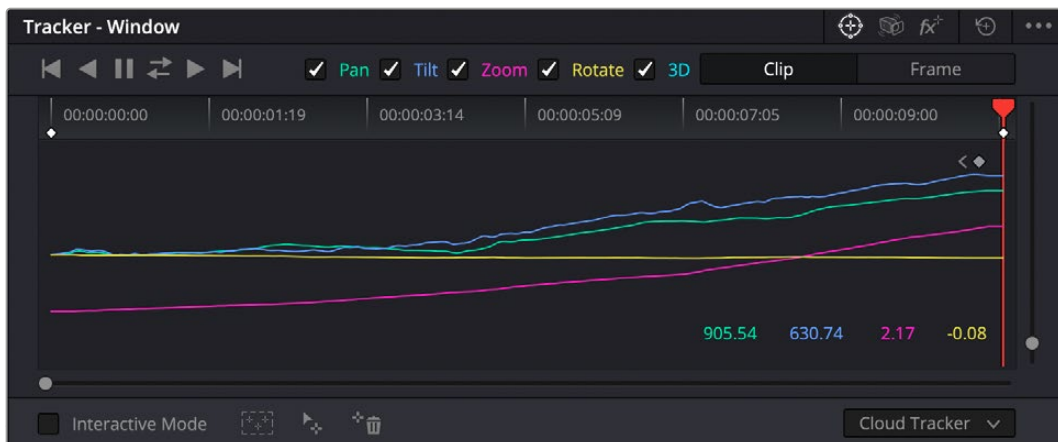 Tracker - Window
fx
Pan Tilt Zoom Rotate 3D Clip Frame
00:00:00:00 00:00:01:19 00:00:03:14 00:00:05:09 00:00:07:05 00:00:09:00
905.54 630.74 2.17 -0.08
Interactive Mode Cloud Tracker